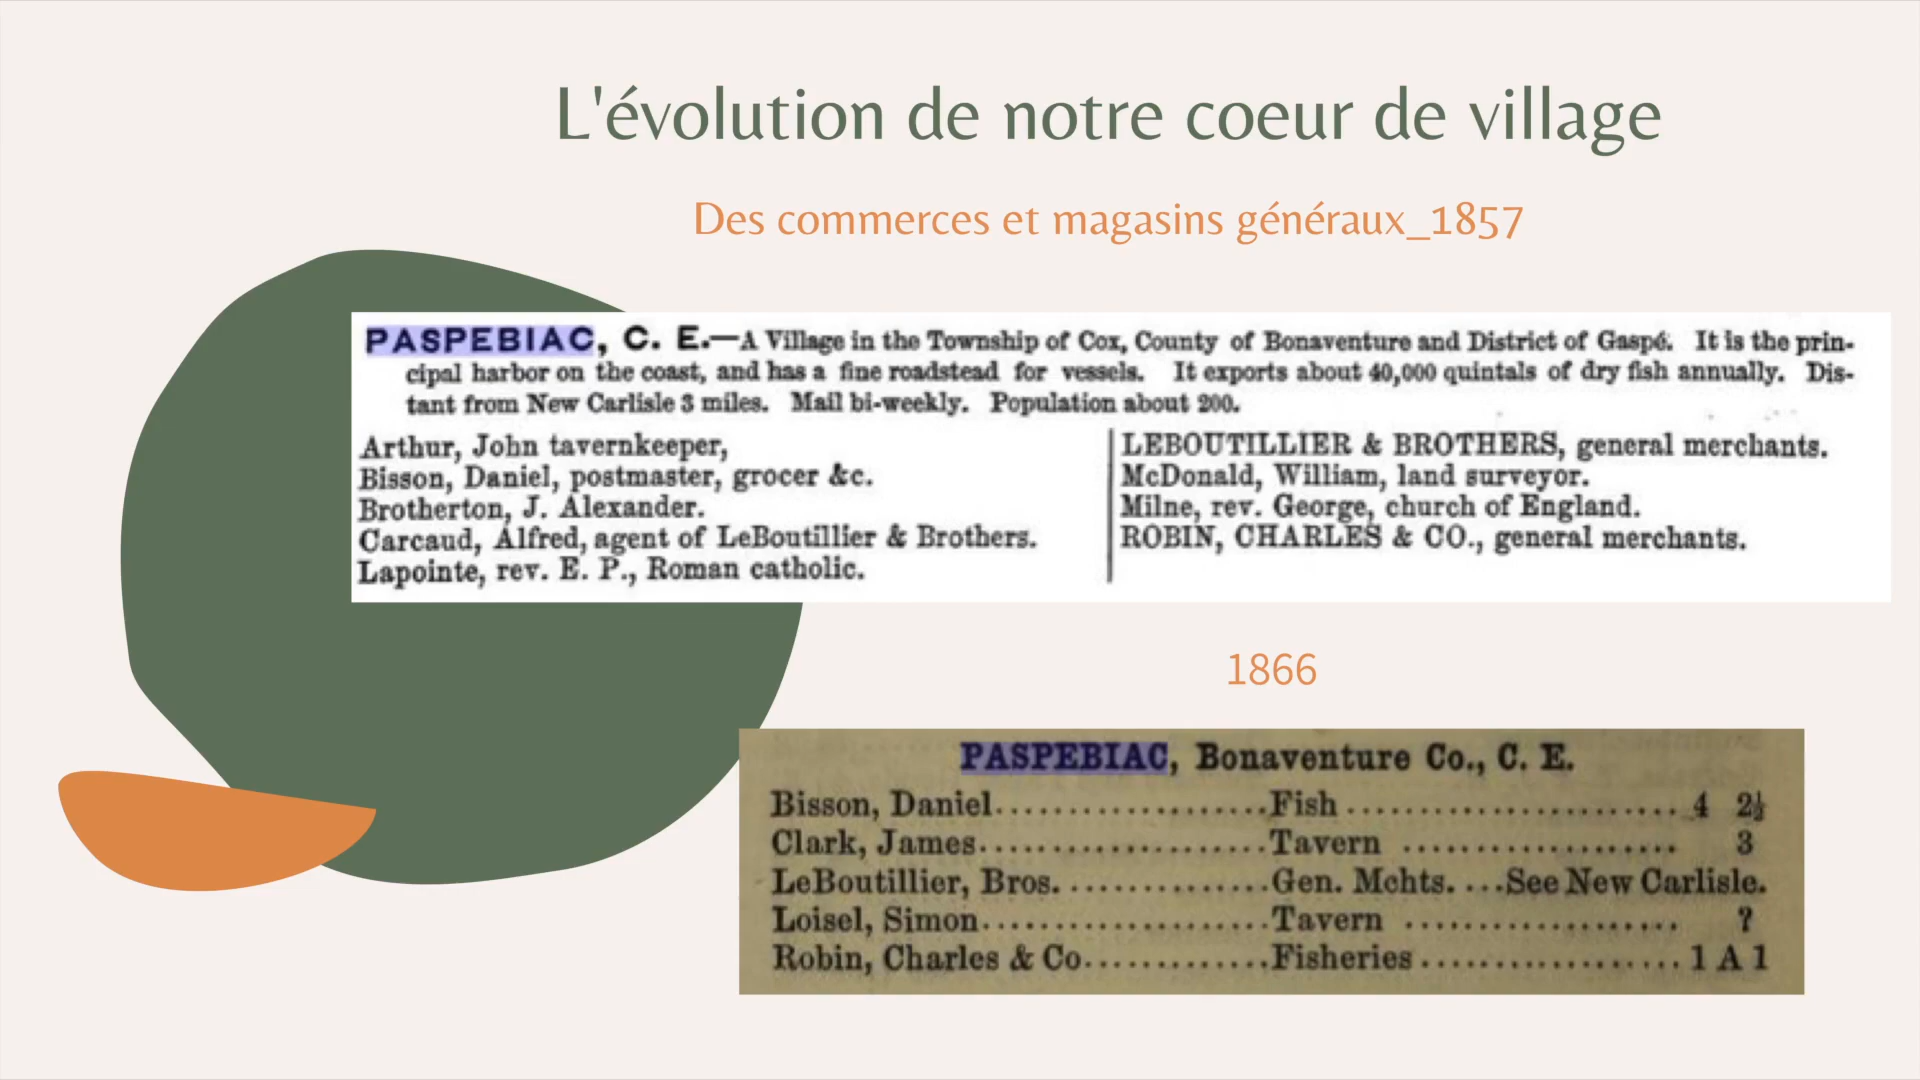 L'évolution de notre coeur de village
Des commerces et magasins généraux_1857
PASPEBIAC, C. E.—A Village in the Township of Cox, County of Bonaventure and District of Gaspé. It is the prin-
cipal harbor on the coast, and has a fine roadstead for vessels. It exports about 40,000 quintals of dry fish annually. Dis-
tant from New Carlisle 3 miles. Mail bi-weekly. Population about 200.
Arthur, John tavernkeeper,
Bisson, Daniel, postmaster, grocer &c.
Brotherton, J. Alexander.
Carcaud, Alfred, agent of LeBoutillier & Brothers.
Lapointe, rev. E. P., Roman catholic.
LEBOUTILLIER & BROTHERS, general merchants.
McDonald, William, land surveyor.
Milne, rev. George, church of England.
ROBIN, CHARLES & CO., general merchants.
1866
PASPEBIAC, Bonaventure Co., C. E.
Bisson, Daniel....................Fish ........................4 2½
Clark, James.....................Tavern ................... 3
LeBoutillier, Bros. ...............Gen. Mchts. ...See New Carlisle.
Loisel, Simon.....................Tavern ................... ?
Robin, Charles & Co..............Fisheries ..................1 A 1